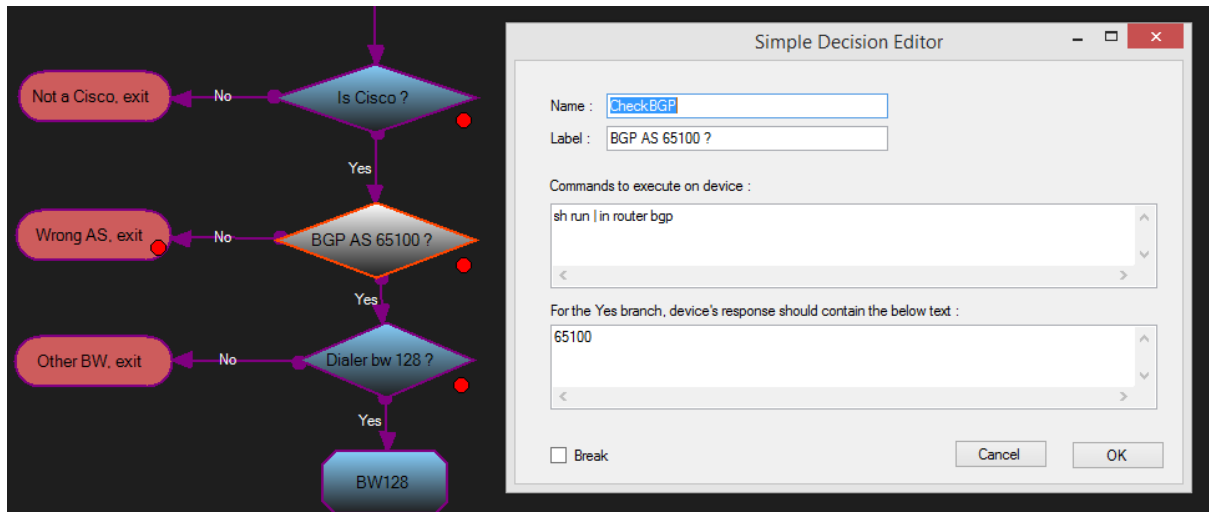 Not a Cisco, exit
No
Is Cisco ?
Yes
Wrong AS, exit
No
BGP AS 65100 ?
Yes
Other BW, exit
No
Dialer bw 128 ?
Yes
BW128
Simple Decision Editor
Name :
CheckBGP
Label :
BGP AS 65100 ?
Commands to execute on device :
sh run | in router bgp
For the Yes branch, device's response should contain the below text :
65100
Break
Cancel
OK